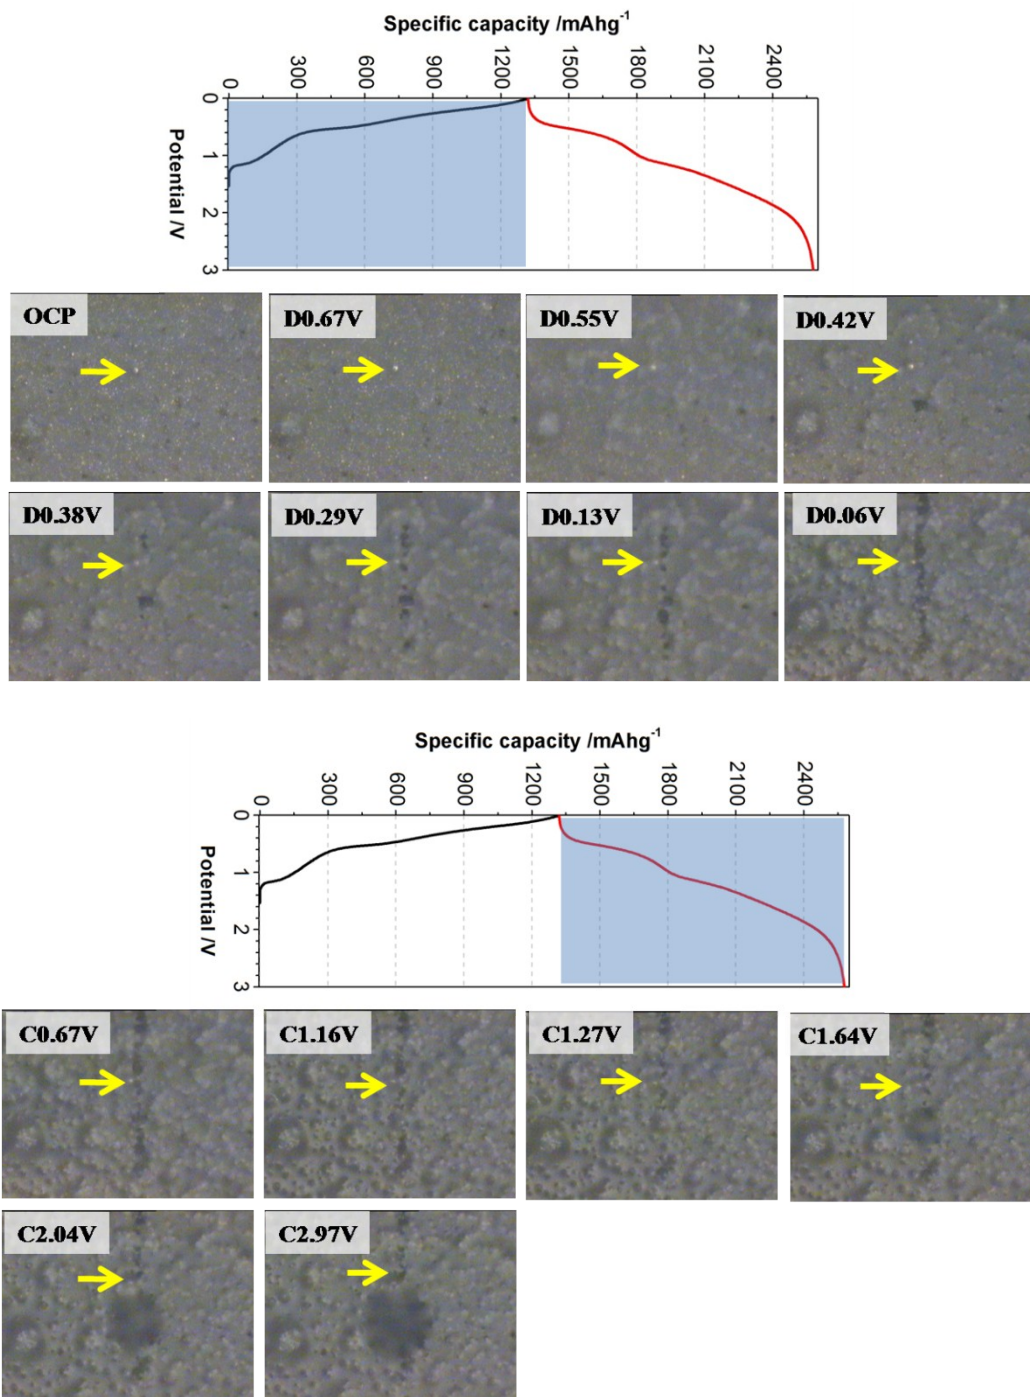 Specific capacity /mAhg-1
0 300 600 900 1200 1500 1800 2100 2400
0
1
2
3
Potential /V
OCP D0.67V D0.55V D0.42V
D0.38V D0.29V D0.13V D0.06V
Specific capacity /mAhg-1
0 300 600 900 1200 1500 1800 2100 2400
0
1
2
3
Potential /V
C0.67V C1.16V C1.27V C1.64V
C2.04V C2.97V